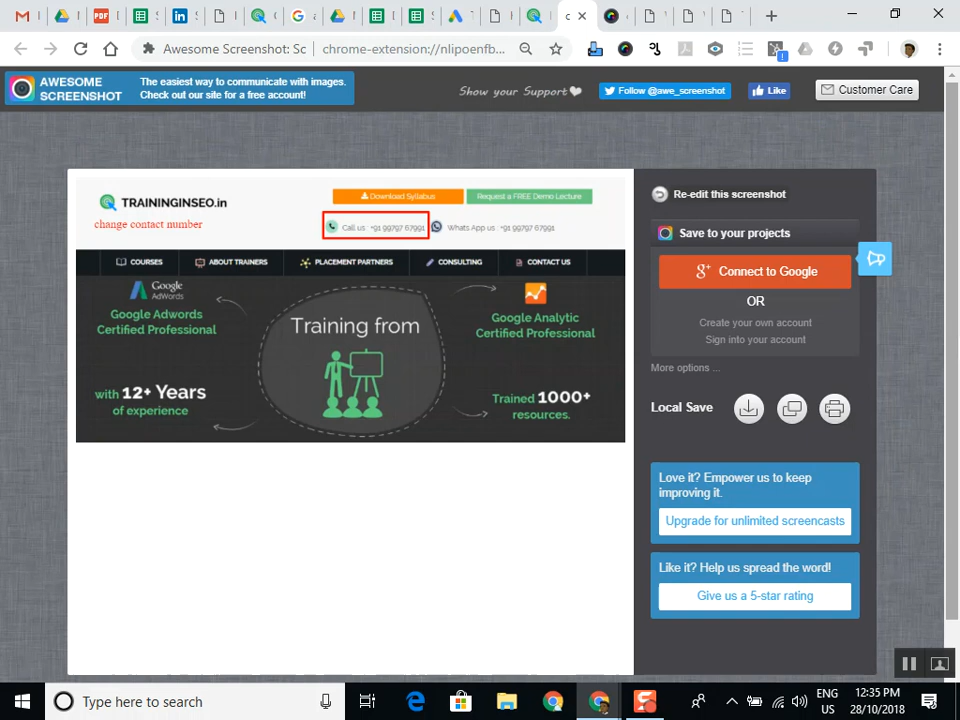 Awesome Screenshot: Sc
chrome-extension://nlipoenfb...
AWESOME
SCREENSHOT
The easiest way to communicate with images.
Check out our site for a free account!
Show your Support
Follow @awe_screenshot
Like
Customer Care
TRAININGINSEO.in
change contact number
Download Syllabus
Request a FREE Demo Lecture
Call us : +91 99797 67991
Whats App us : +91 99797 67991
COURSES
ABOUT TRAINERS
PLACEMENT PARTNERS
CONSULTING
CONTACT US
Google
AdWords
Google Adwords
Certified Professional
Training from
Google Analytic
Certified Professional
with 12+ Years
of experience
Trained 1000+
resources.
Re-edit this screenshot
Save to your projects
g+ Connect to Google
OR
Create your own account
Sign into your account
More options ...
Local Save
Love it? Empower us to keep
improving it.
Upgrade for unlimited screencasts
Like it? Help us spread the word!
Give us a 5-star rating
Type here to search
ENG
US
12:35 PM
28/10/2018